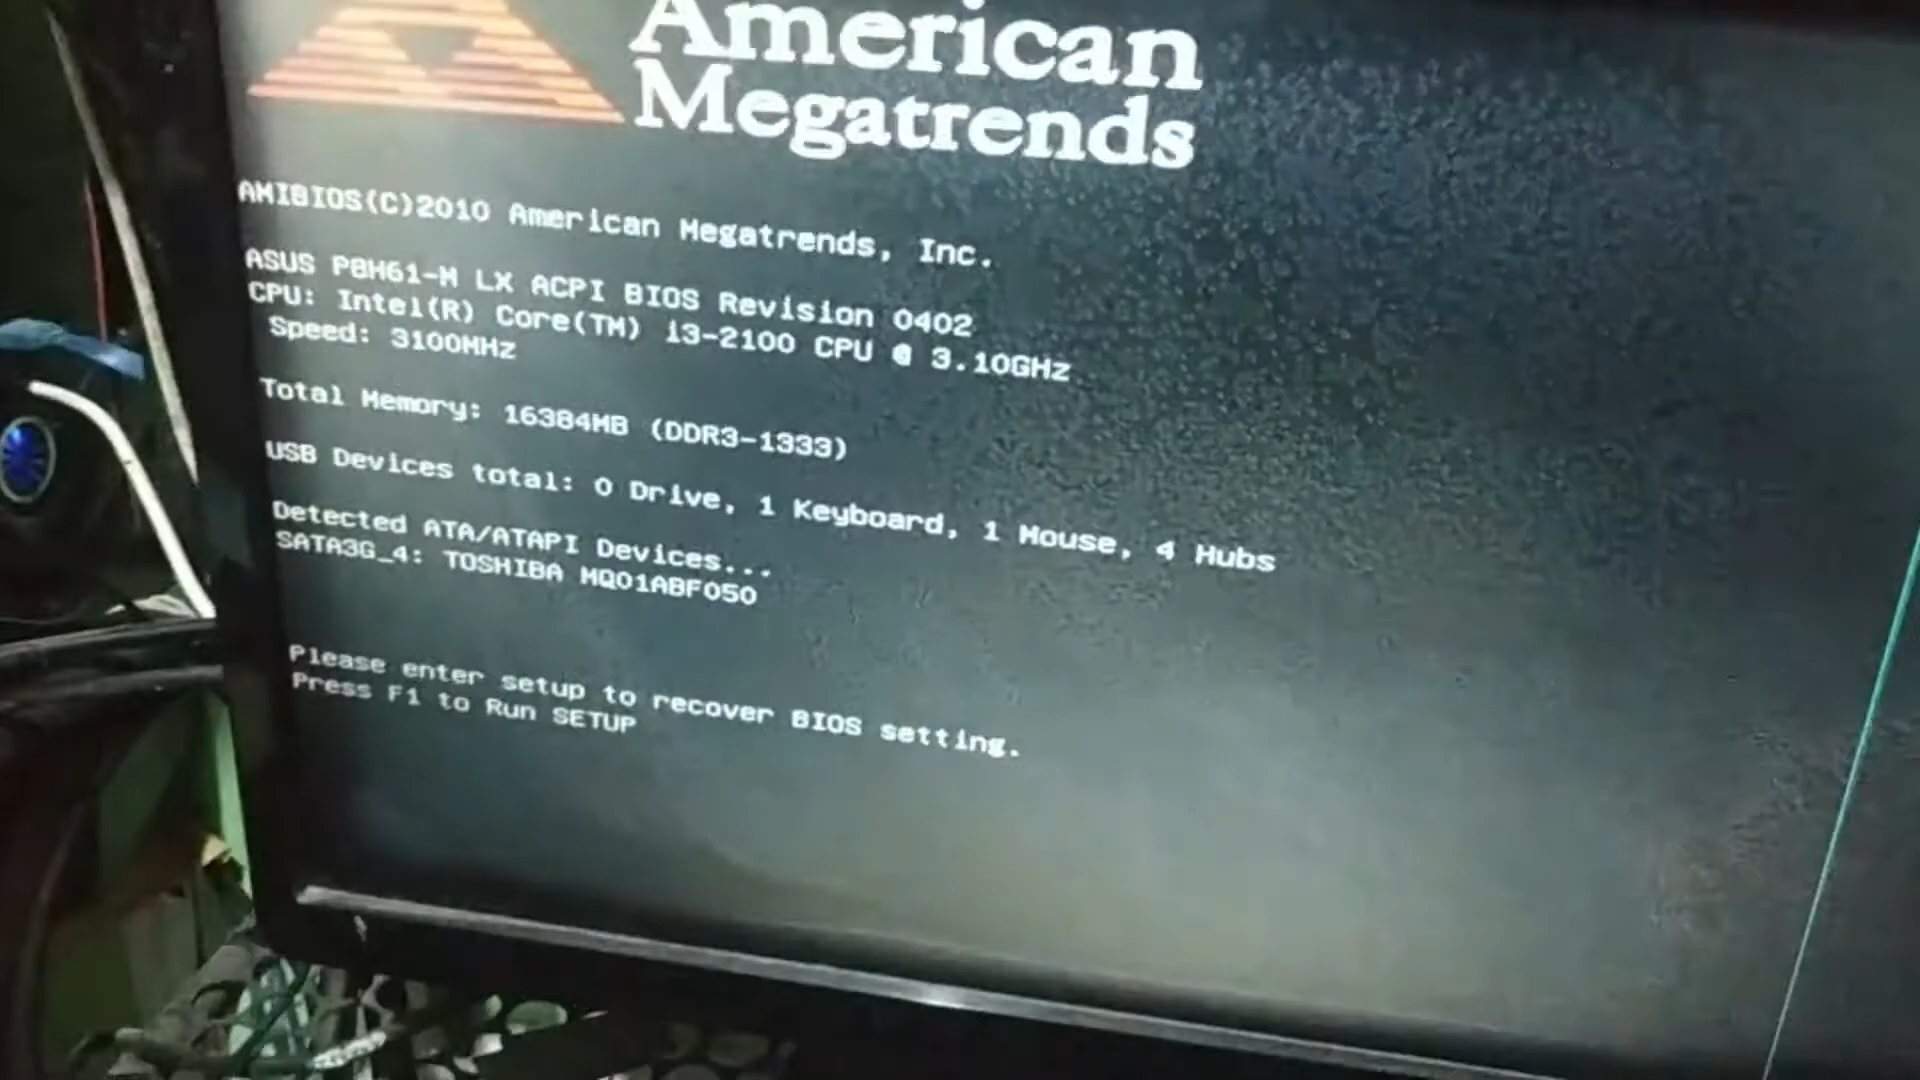 American
Megatrends
AMIBIOS(C)2010 American Megatrends, Inc.
ASUS P8H61-M LX ACPI BIOS Revision 0402
CPU: Intel(R) Core(TM) i3-2100 CPU @ 3.10GHz
Speed: 3100MHz
Total Memory: 16384MB (DDR3-1333)
USB Devices total: 0 Drive, 1 Keyboard, 1 Mouse, 4 Hubs
Detected ATA/ATAPI Devices...
SATA3G_4: TOSHIBA MQ01ABF050
Please enter setup to recover BIOS setting.
Press F1 to Run SETUP